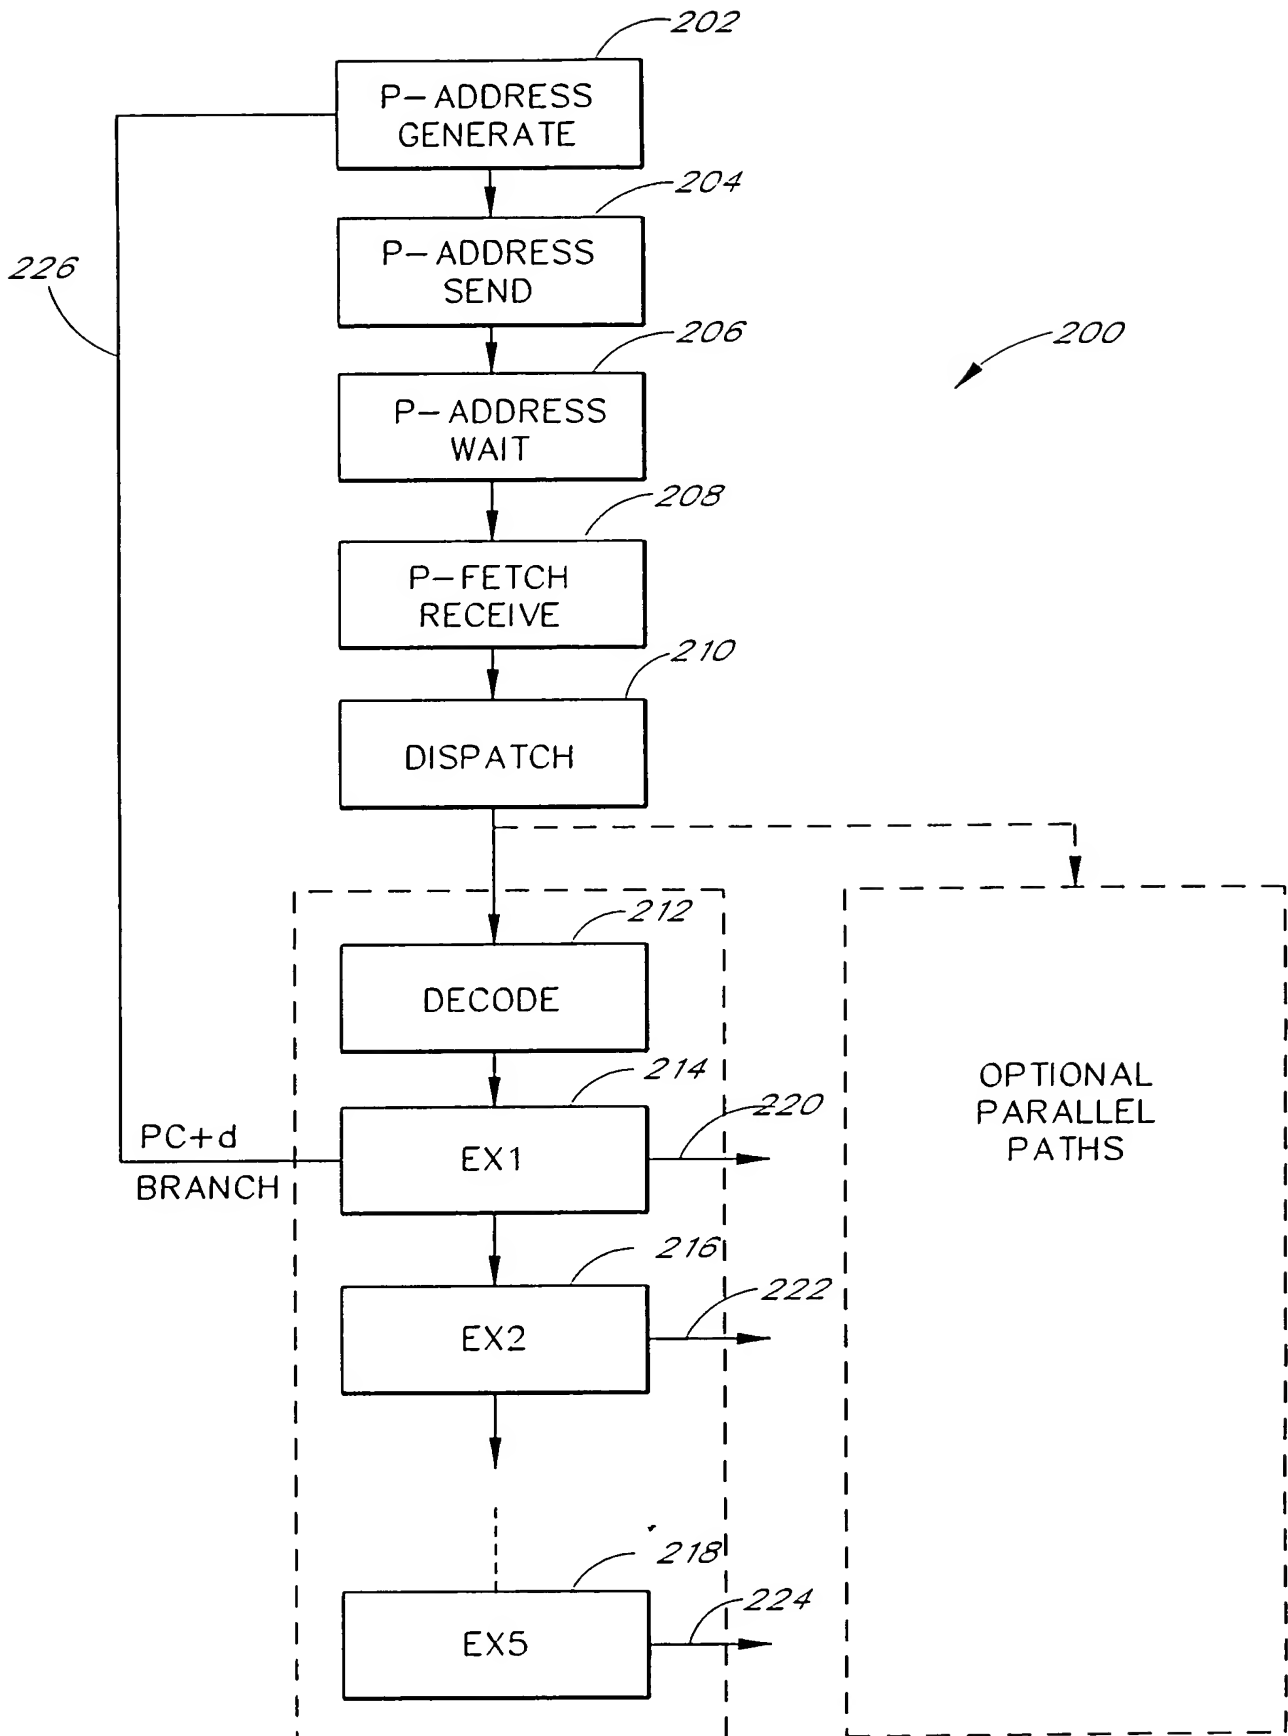 202
P-ADDRESS
GENERATE
204
P-ADDRESS
SEND
226
206
200
P-ADDRESS
WAIT
208
P-FETCH
RECEIVE
210
DISPATCH
212
DECODE
214
OPTIONAL
PARALLEL
PATHS
220
PC+d
BRANCH
EX1
216
222
EX2
218
224
EX5